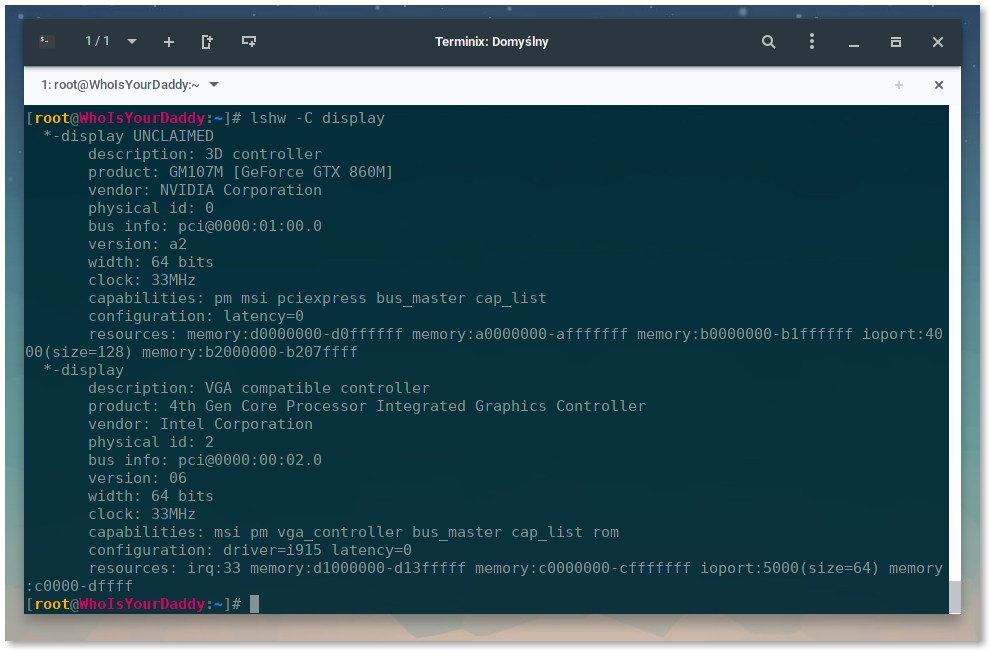 1 / 1
Terminix: Domyślny
1: root@WhoIsYourDaddy:~
[root@WhoIsYourDaddy:~]# lshw -C display
*-display UNCLAIMED
description: 3D controller
product: GM107M [GeForce GTX 860M]
vendor: NVIDIA Corporation
physical id: 0
bus info: pci@0000:01:00.0
version: a2
width: 64 bits
clock: 33MHz
capabilities: pm msi pciexpress bus_master cap_list
configuration: latency=0
resources: memory:d0000000-d0ffffff memory:a0000000-afffffff memory:b0000000-b1ffffff ioport:40
00(size=128) memory:b2000000-b207ffff
*-display
description: VGA compatible controller
product: 4th Gen Core Processor Integrated Graphics Controller
vendor: Intel Corporation
physical id: 2
bus info: pci@0000:00:02.0
version: 06
width: 64 bits
clock: 33MHz
capabilities: msi pm vga_controller bus_master cap_list rom
configuration: driver=i915 latency=0
resources: irq:33 memory:d1000000-d13fffff memory:c0000000-cfffffff ioport:5000(size=64) memory
:c0000-dffff
[root@WhoIsYourDaddy:~]#